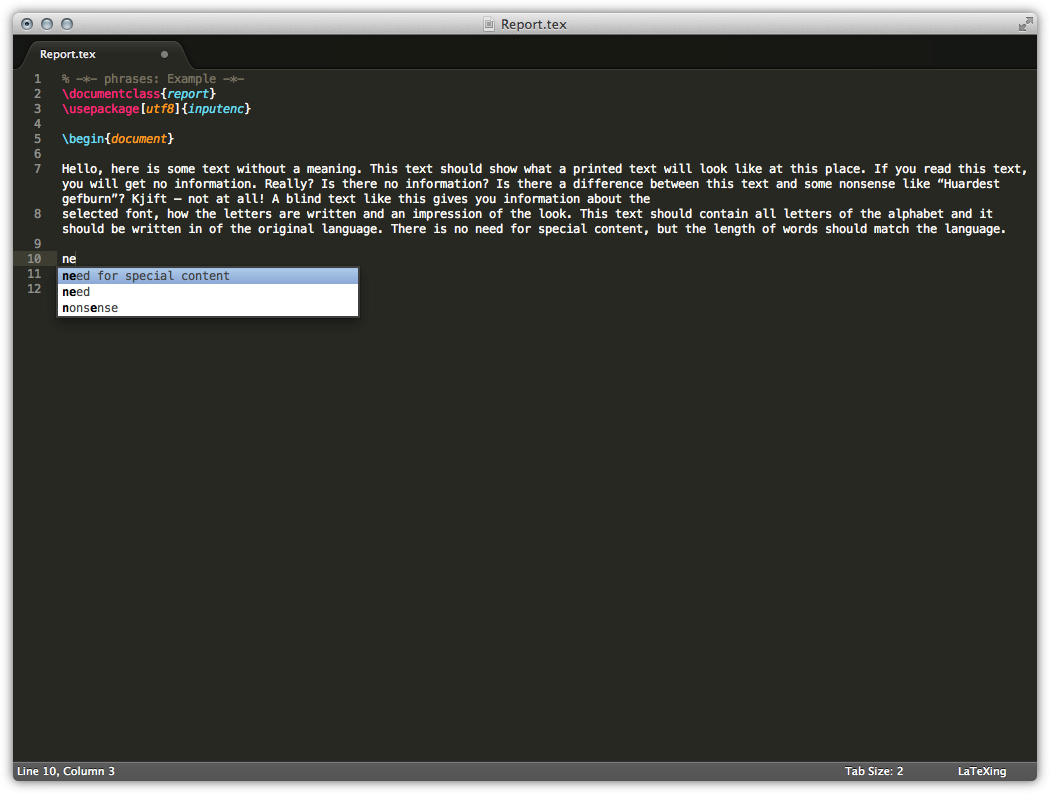 Report.tex
Report.tex
1 % -*- phrases: Example -*-
2 \documentclass{report}
3 \usepackage[utf8]{inputenc}
4
5 \begin{document}
6
7 Hello, here is some text without a meaning. This text should show what a printed text will look like at this place. If you read this text,
you will get no information. Really? Is there no information? Is there a difference between this text and some nonsense like “Huardest
gefburn”? Kjift – not at all! A blind text like this gives you information about the
8 selected font, how the letters are written and an impression of the look. This text should contain all letters of the alphabet and it
should be written in of the original language. There is no need for special content, but the length of words should match the language.
9
10 ne
11 need for special content
12 need
nonsense
Line 10, Column 3 Tab Size: 2 LaTeXing